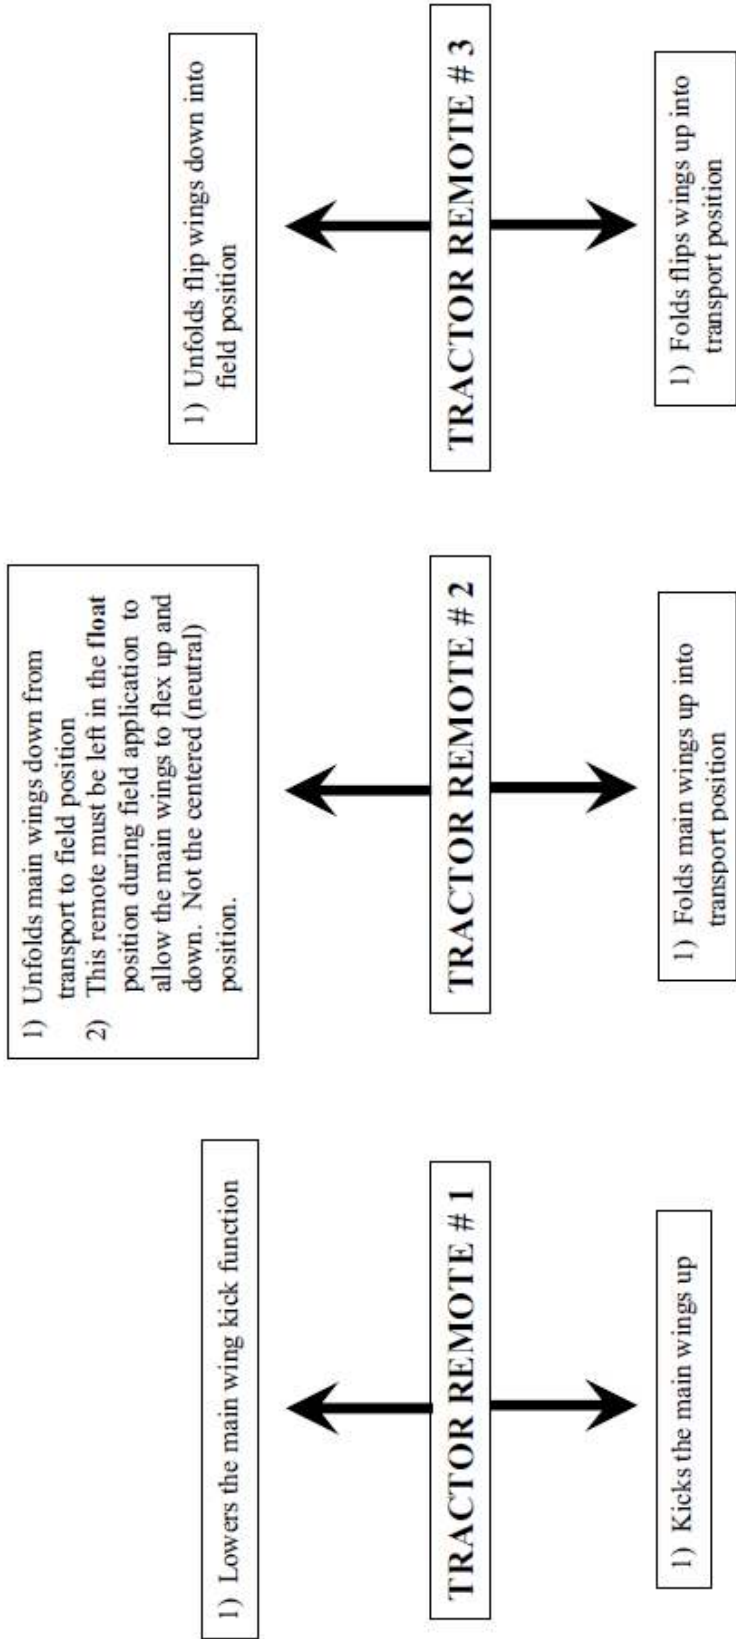 1) Lowers the main wing kick function
TRACTOR REMOTE # 1
1) Kicks the main wings up
1) Unfolds main wings down from
transport to field position
2) This remote must be left in the float
position during field application to
allow the main wings to flex up and
down. Not the centered (neutral)
position.
TRACTOR REMOTE # 2
1) Folds main wings up into
transport position
1) Unfolds flip wings down into
field position
TRACTOR REMOTE # 3
1) Folds flips wings up into
transport position